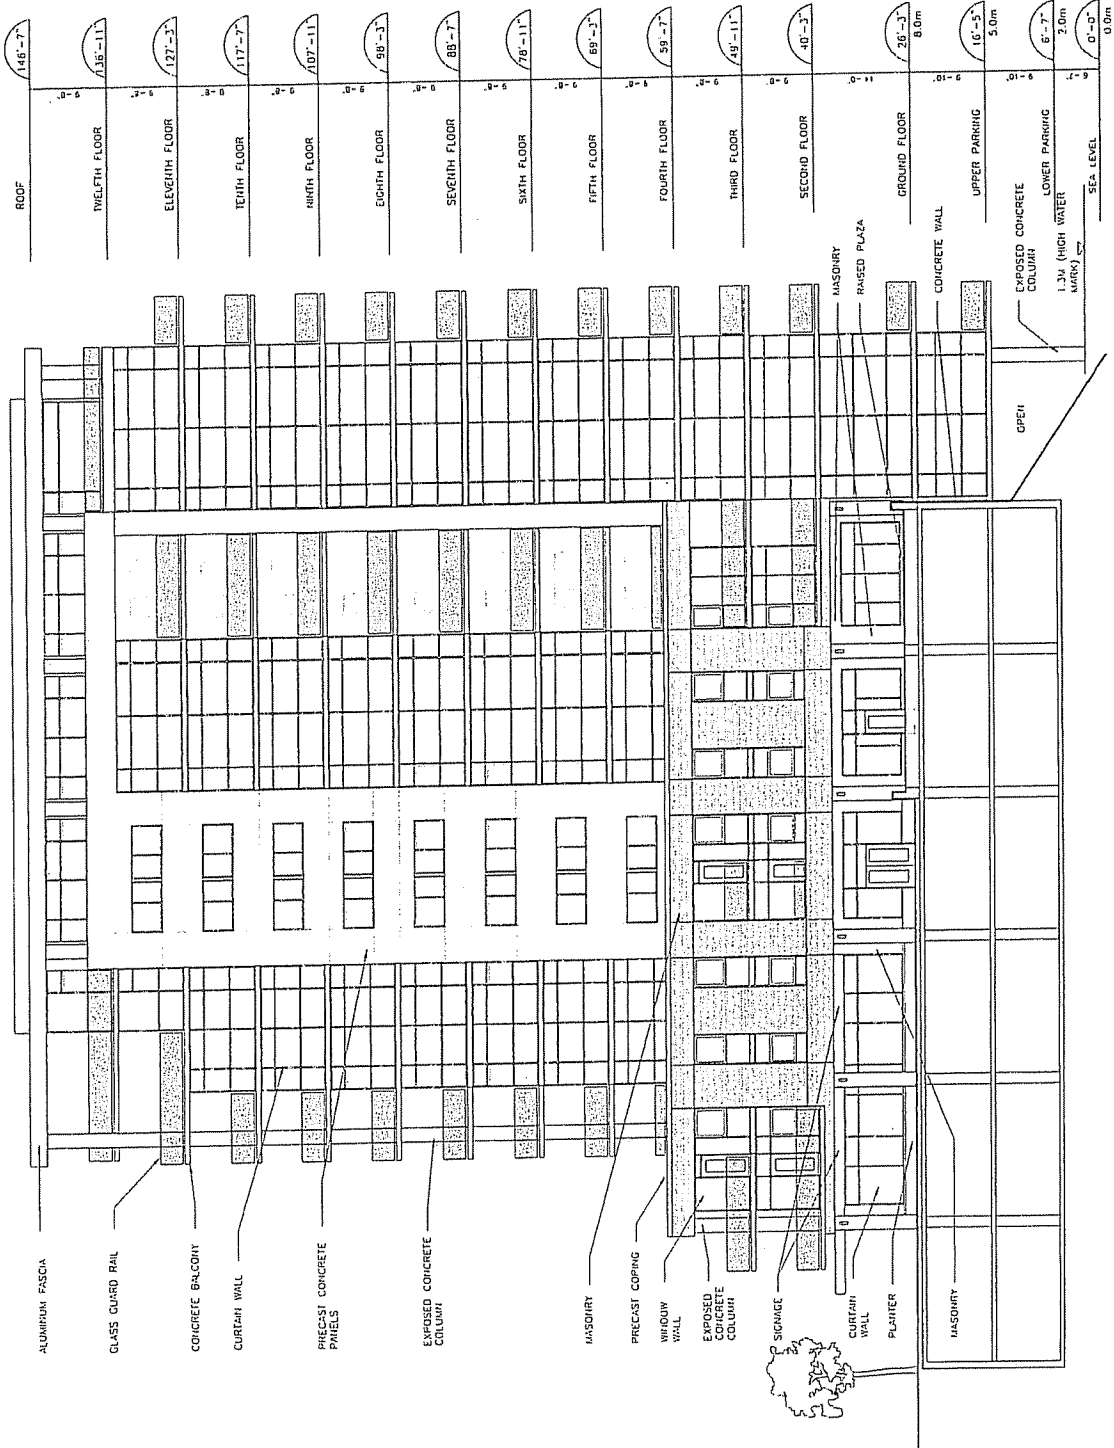 ROOF
146'-7"
TWELFTH FLOOR
136'-11"
ELEVENTH FLOOR
127'-3"
TENTH FLOOR
117'-7"
NINTH FLOOR
107'-11"
EIGHTH FLOOR
98'-3"
SEVENTH FLOOR
88'-7"
SIXTH FLOOR
78'-11"
FIFTH FLOOR
69'-3"
FOURTH FLOOR
59'-7"
THIRD FLOOR
49'-11"
SECOND FLOOR
40'-3"
GROUND FLOOR
26'-3"
8.0m
UPPER PARKING
16'-5"
5.0m
LOWER PARKING
6'-7"
2.0m
SEA LEVEL
0'-0"
0.0m
MASONRY
RAISED PLAZA
CONCRETE WALL
EXPOSED CONCRETE
COLUMN
1.3M (HIGH WATER
MARK)
OPEN
ALUMINUM FASCIA
GLASS GUARD RAIL
CONCRETE BALCONY
CURTAIN WALL
PRECAST CONCRETE
PANELS
EXPOSED CONCRETE
COLUMN
MASONRY
PRECAST COPING
WINDOW
WALL
EXPOSED
CONCRETE
COLUMN
SIGNAGE
CURTAIN
WALL
PLANTER
MASONRY